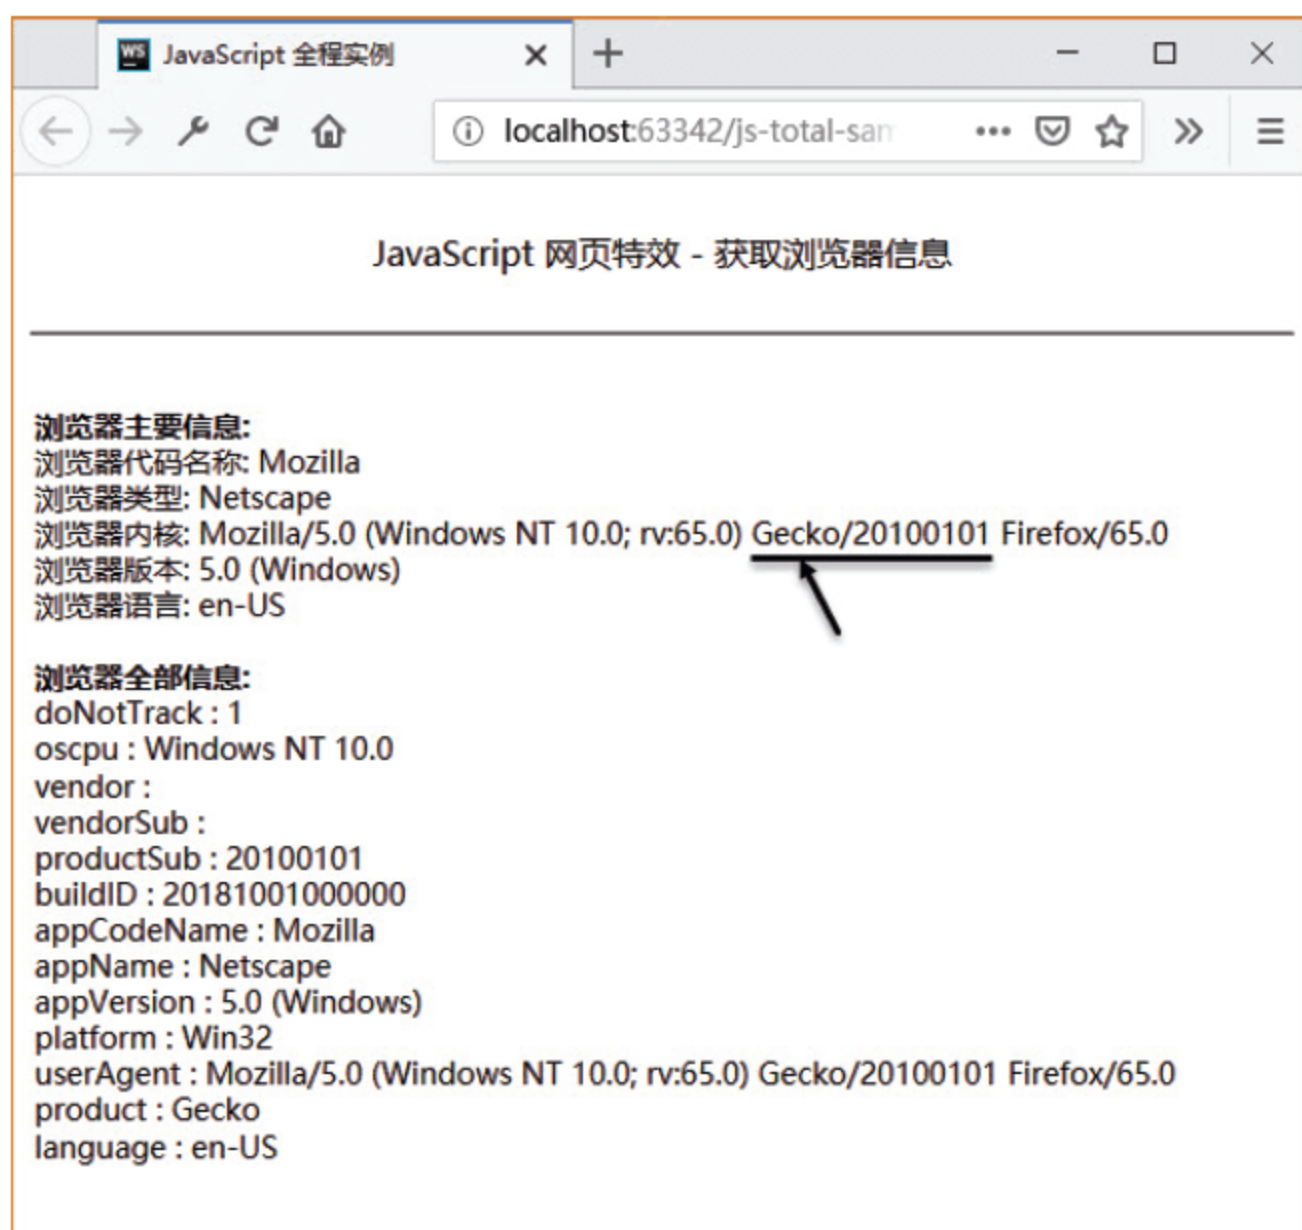 WS JavaScript 全程实例
localhost:63342/js-total-sam
JavaScript 网页特效 - 获取浏览器信息
浏览器主要信息:
浏览器代码名称: Mozilla
浏览器类型: Netscape
浏览器内核: Mozilla/5.0 (Windows NT 10.0; rv:65.0) Gecko/20100101 Firefox/65.0
浏览器版本: 5.0 (Windows)
浏览器语言: en-US
浏览器全部信息:
doNotTrack : 1
oscpu : Windows NT 10.0
vendor :
vendorSub :
productSub : 20100101
buildID : 20181001000000
appCodeName : Mozilla
appName : Netscape
appVersion : 5.0 (Windows)
platform : Win32
userAgent : Mozilla/5.0 (Windows NT 10.0; rv:65.0) Gecko/20100101 Firefox/65.0
product : Gecko
language : en-US